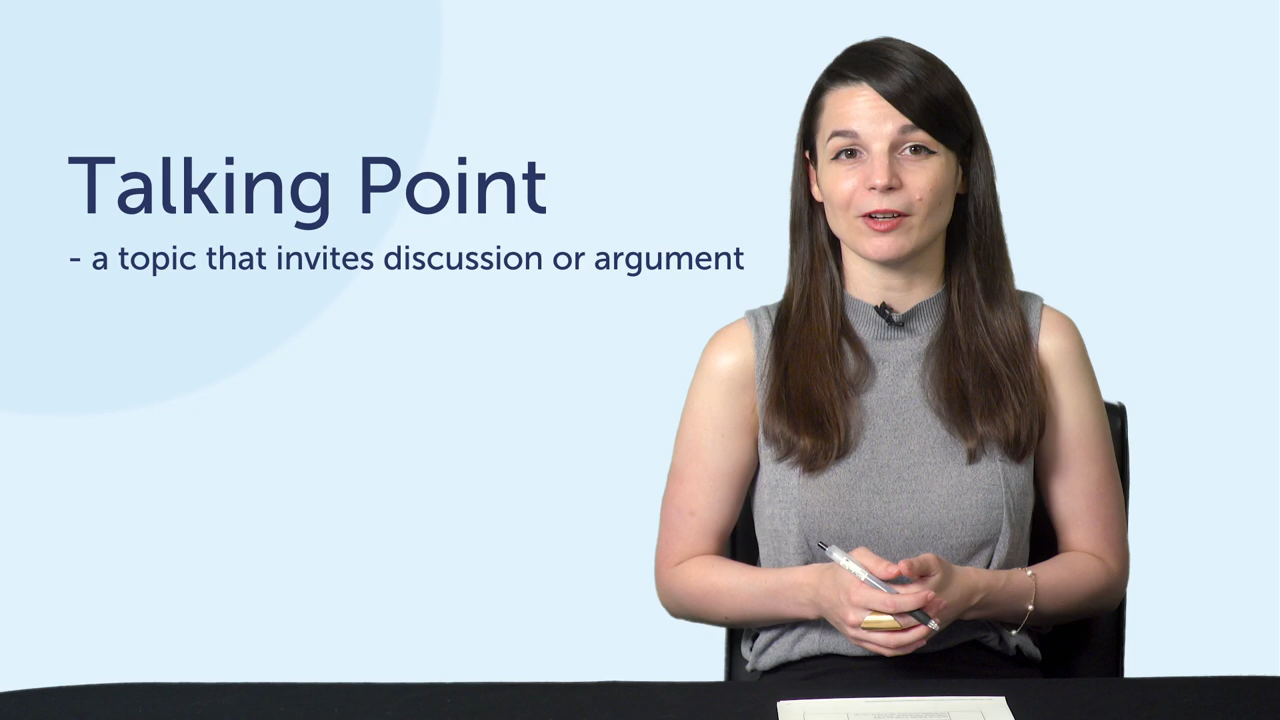 Talking Point
- a topic that invites discussion or argument